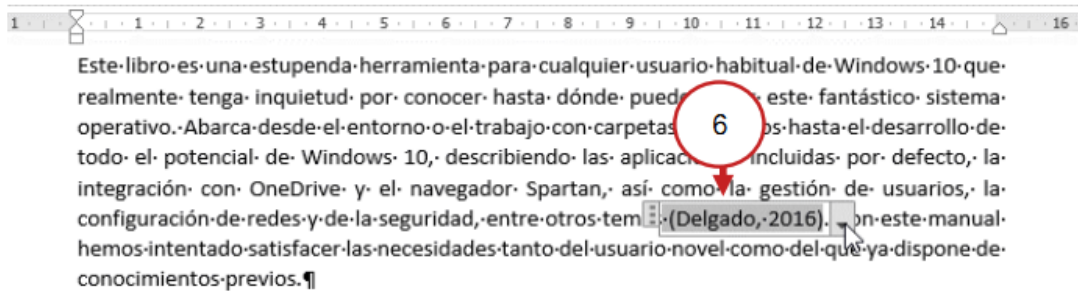 1 1 2 3 4 5 6 7 8 9 10 11 12 13 14 16
Este·libro·es·una·estupenda·herramienta·para·cualquier·usuario·habitual·de·Windows·10·que·
realmente· tenga· inquietud· por· conocer· hasta· dónde· este· fantástico· sistema·
operativo.·Abarca·desde·el·entorno·o·el·trabajo·con·carpetas 6 hasta·el·desarrollo·de·
todo· el· potencial· de· Windows· 10,· describiendo· las· incluidas· por· defecto,· la·
integración· con· OneDrive· y· el· navegador· Spartan,· así· como· la· gestión· de· usuarios,· la·
configuración·de·redes·y·de·la·seguridad,·entre·otros· (Delgado,·2016). este·manual·
hemos·intentado·satisfacer·las·necesidades·tanto·del·usuario·novel·como·del·que·ya·dispone·de·
conocimientos·previos.¶